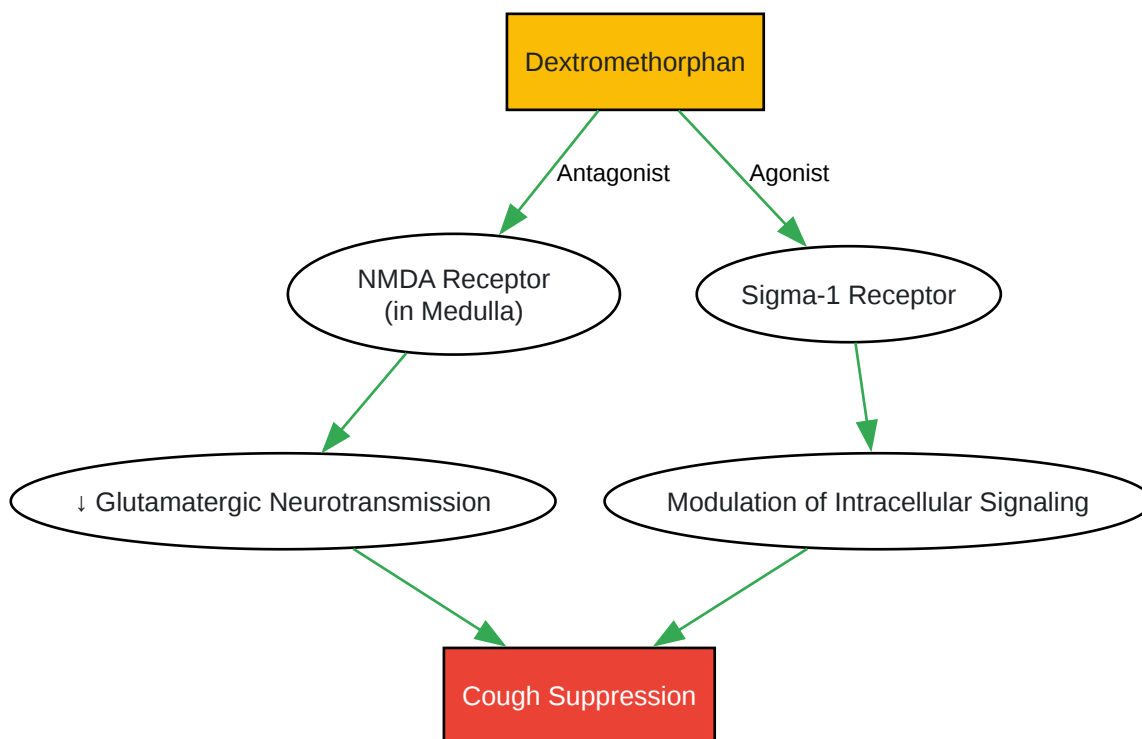 Dextromethorphan
Antagonist
Agonist
NMDA Receptor
(in Medulla)
Sigma-1 Receptor
↓ Glutamatergic Neurotransmission
Modulation of Intracellular Signaling
Cough Suppression